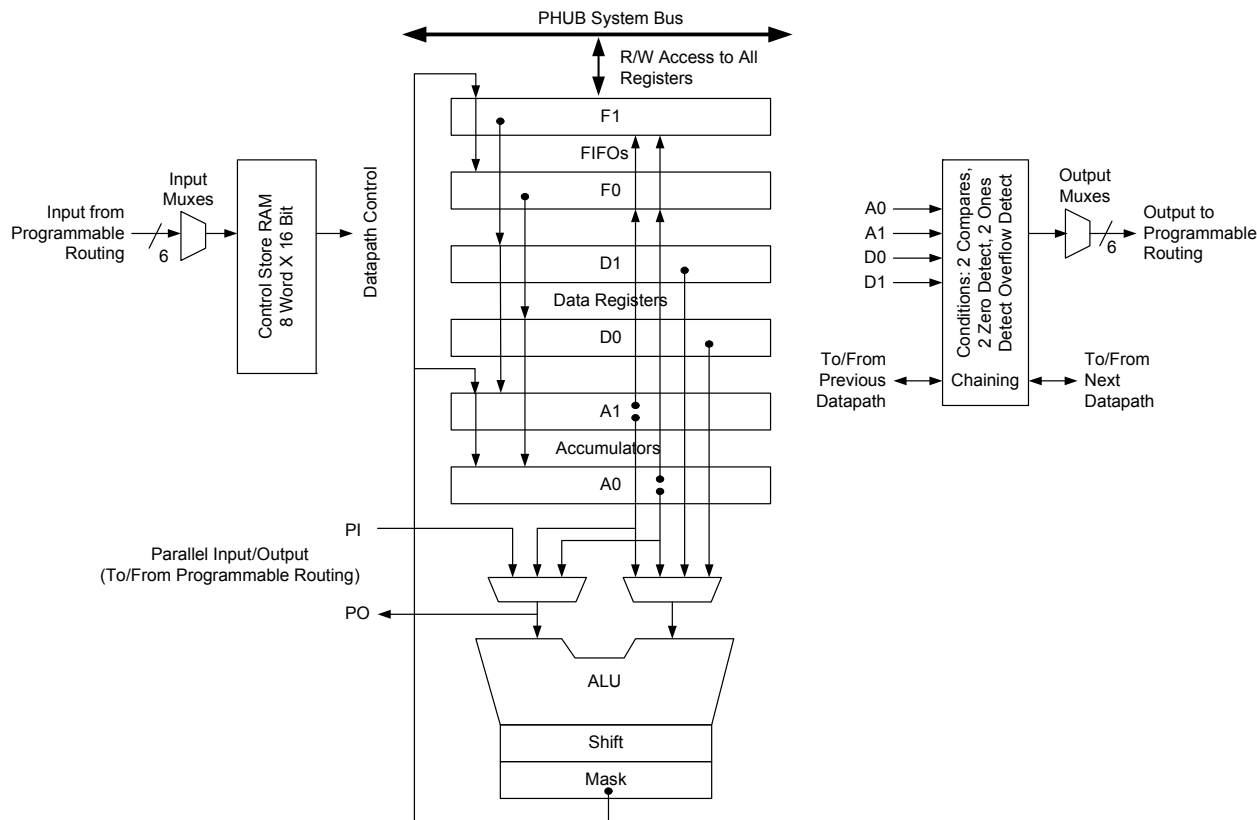 PHUB System Bus
R/W Access to All
Registers
F1
FIFOs
F0
D1
Data Registers
D0
A1
Accumulators
A0
Input from
Programmable
Routing
6
Input
Muxes
Control Store RAM
8 Word X 16 Bit
Datapath Control
A0
A1
D0
D1
Conditions: 2 Compares,
2 Zero Detect, 2 Ones
Detect Overflow Detect
Output
Muxes
6
Output to
Programmable
Routing
To/From
Previous
Datapath
Chaining
To/From
Next
Datapath
PI
Parallel Input/Output
(To/From Programmable Routing)
PO
ALU
Shift
Mask